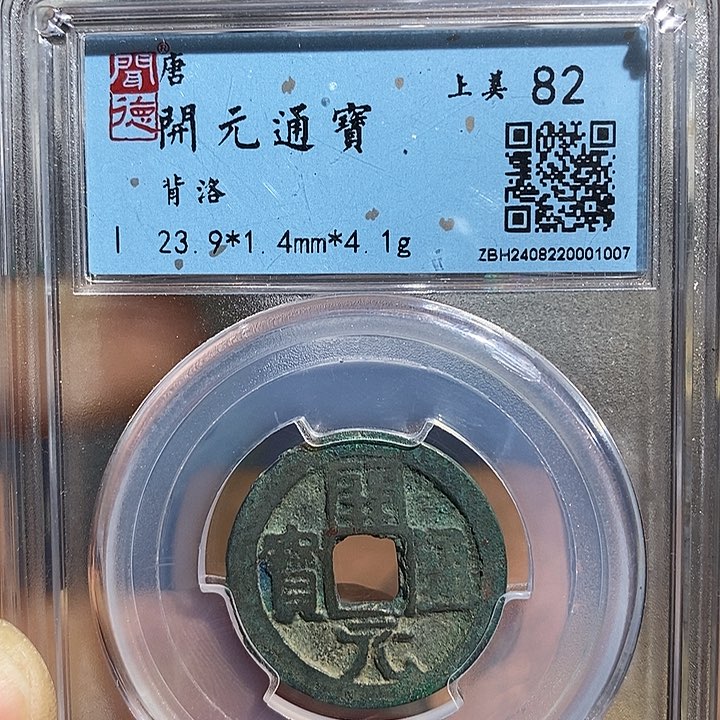 聞德
唐
開元通寶
背洛
上美 82
23.9*1.4mm*4.1g
ZBH2408220001007
開元通寶